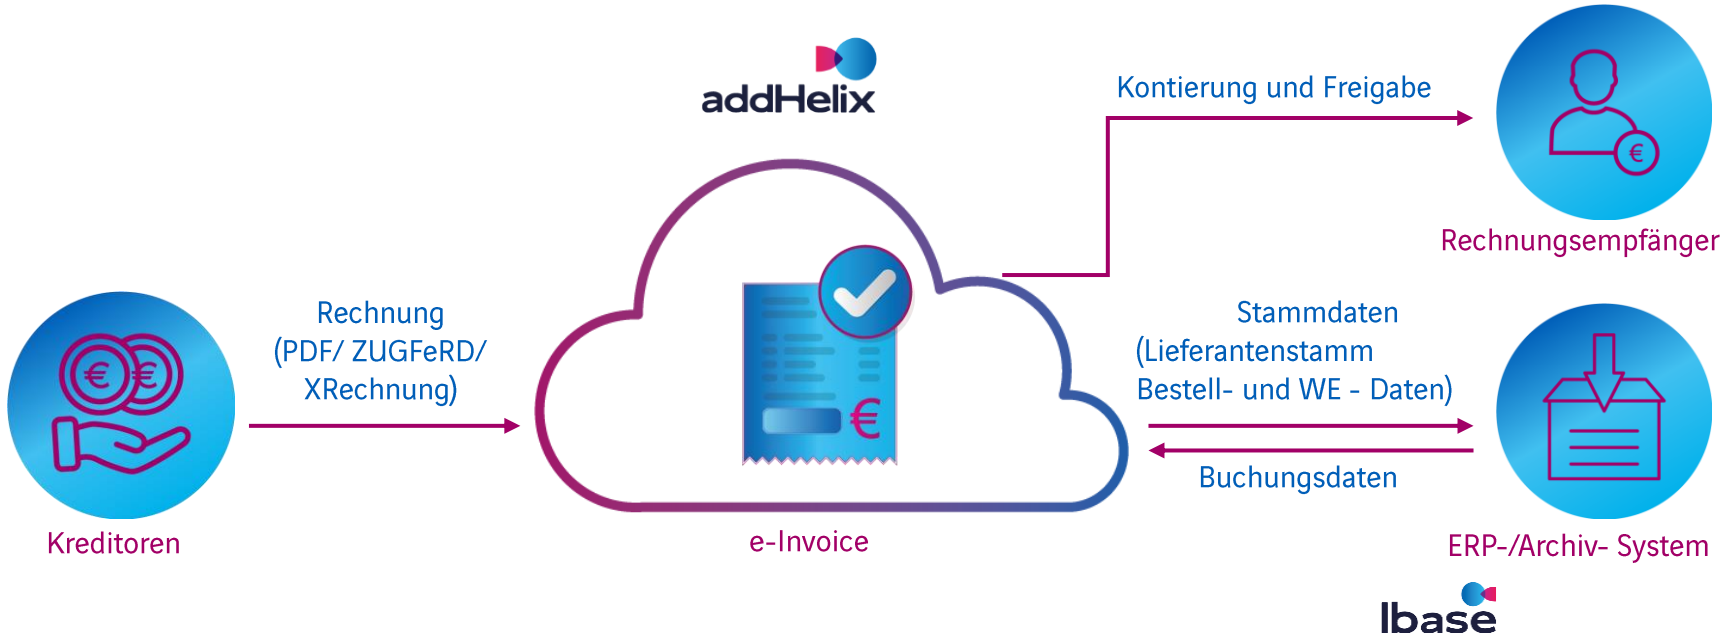 addHelix
Kontierung und Freigabe
€
Rechnungsempfänger
Rechnung
(PDF/ ZUGFeRD/
XRechnung)
€ €
Kreditoren
€
e-Invoice
Stammdaten
(Lieferantenstamm
Bestell- und WE - Daten)
Buchungsdaten
ERP-/Archiv- System
lbase